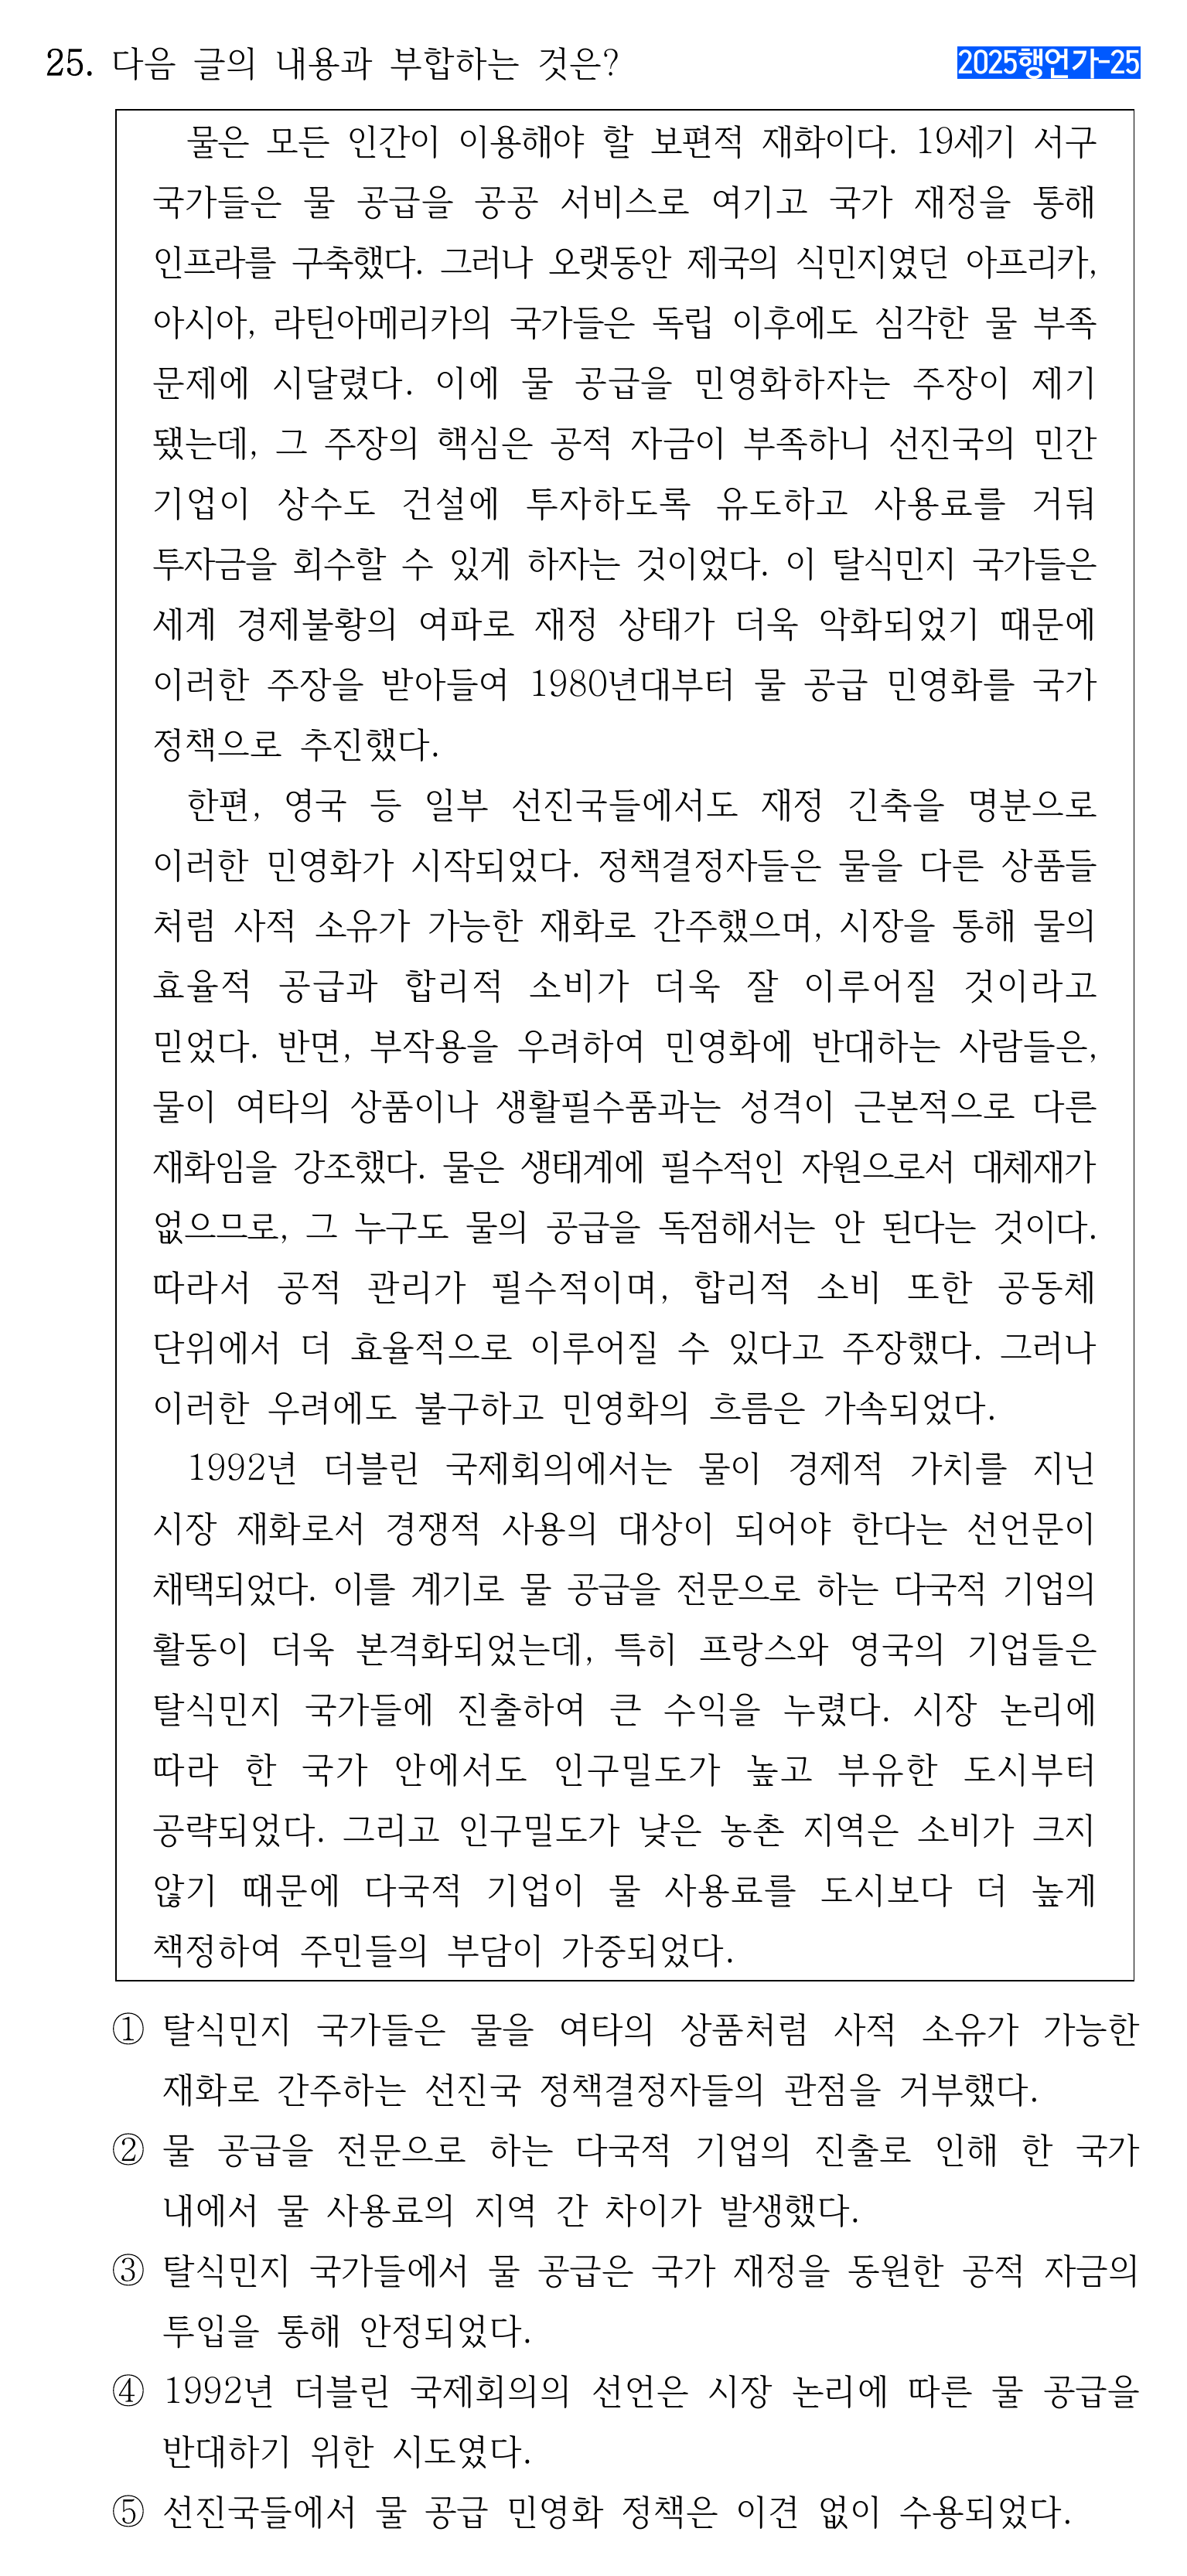 25. 다음 글의 내용과 부합하는 것은?
2025행언가-25
물은 모든 인간이 이용해야 할 보편적 재화이다. 19세기 서구
국가들은 물 공급을 공공 서비스로 여기고 국가 재정을 통해
인프라를 구축했다. 그러나 오랫동안 제국의 식민지였던 아프리카,
아시아, 라틴아메리카의 국가들은 독립 이후에도 심각한 물 부족
문제에 시달렸다. 이에 물 공급을 민영화하자는 주장이 제기
됐는데, 그 주장의 핵심은 공적 자금이 부족하니 선진국의 민간
기업이 상수도 건설에 투자하도록 유도하고 사용료를 거둬
투자금을 회수할 수 있게 하자는 것이었다. 이 탈식민지 국가들은
세계 경제불황의 여파로 재정 상태가 더욱 악화되었기 때문에
이러한 주장을 받아들여 1980년대부터 물 공급 민영화를 국가
정책으로 추진했다.
한편, 영국 등 일부 선진국들에서도 재정 긴축을 명분으로
이러한 민영화가 시작되었다. 정책결정자들은 물을 다른 상품들
처럼 사적 소유가 가능한 재화로 간주했으며, 시장을 통해 물의
효율적 공급과 합리적 소비가 더욱 잘 이루어질 것이라고
믿었다. 반면, 부작용을 우려하여 민영화에 반대하는 사람들은,
물이 여타의 상품이나 생활필수품과는 성격이 근본적으로 다른
재화임을 강조했다. 물은 생태계에 필수적인 자원으로서 대체재가
없으므로, 그 누구도 물의 공급을 독점해서는 안 된다는 것이다.
따라서 공적 관리가 필수적이며, 합리적 소비 또한 공동체
단위에서 더 효율적으로 이루어질 수 있다고 주장했다. 그러나
이러한 우려에도 불구하고 민영화의 흐름은 가속되었다.
1992년 더블린 국제회의에서는 물이 경제적 가치를 지닌
시장 재화로서 경쟁적 사용의 대상이 되어야 한다는 선언문이
채택되었다. 이를 계기로 물 공급을 전문으로 하는 다국적 기업의
활동이 더욱 본격화되었는데, 특히 프랑스와 영국의 기업들은
탈식민지 국가들에 진출하여 큰 수익을 누렸다. 시장 논리에
따라 한 국가 안에서도 인구밀도가 높고 부유한 도시부터
공략되었다. 그리고 인구밀도가 낮은 농촌 지역은 소비가 크지
않기 때문에 다국적 기업이 물 사용료를 도시보다 더 높게
책정하여 주민들의 부담이 가중되었다.
① 탈식민지 국가들은 물을 여타의 상품처럼 사적 소유가 가능한
재화로 간주하는 선진국 정책결정자들의 관점을 거부했다.
② 물 공급을 전문으로 하는 다국적 기업의 진출로 인해 한 국가
내에서 물 사용료의 지역 간 차이가 발생했다.
③ 탈식민지 국가들에서 물 공급은 국가 재정을 동원한 공적 자금의
투입을 통해 안정되었다.
④ 1992년 더블린 국제회의의 선언은 시장 논리에 따른 물 공급을
반대하기 위한 시도였다.
⑤ 선진국들에서 물 공급 민영화 정책은 이견 없이 수용되었다.